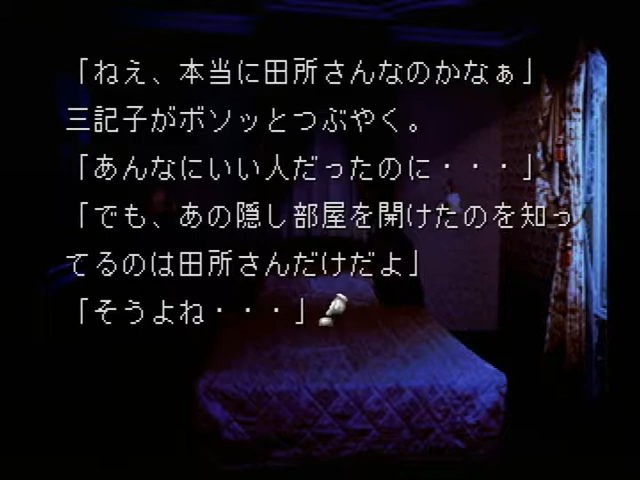 「ねえ、本当に田所さんなのかなぁ」
三記子がボソッとつぶやく。
「あんなにいい人だったのに・・・」
「でも、あの隠し部屋を開けたのを知っ
てるのは田所さんだけだよ」
「そうよね・・・」